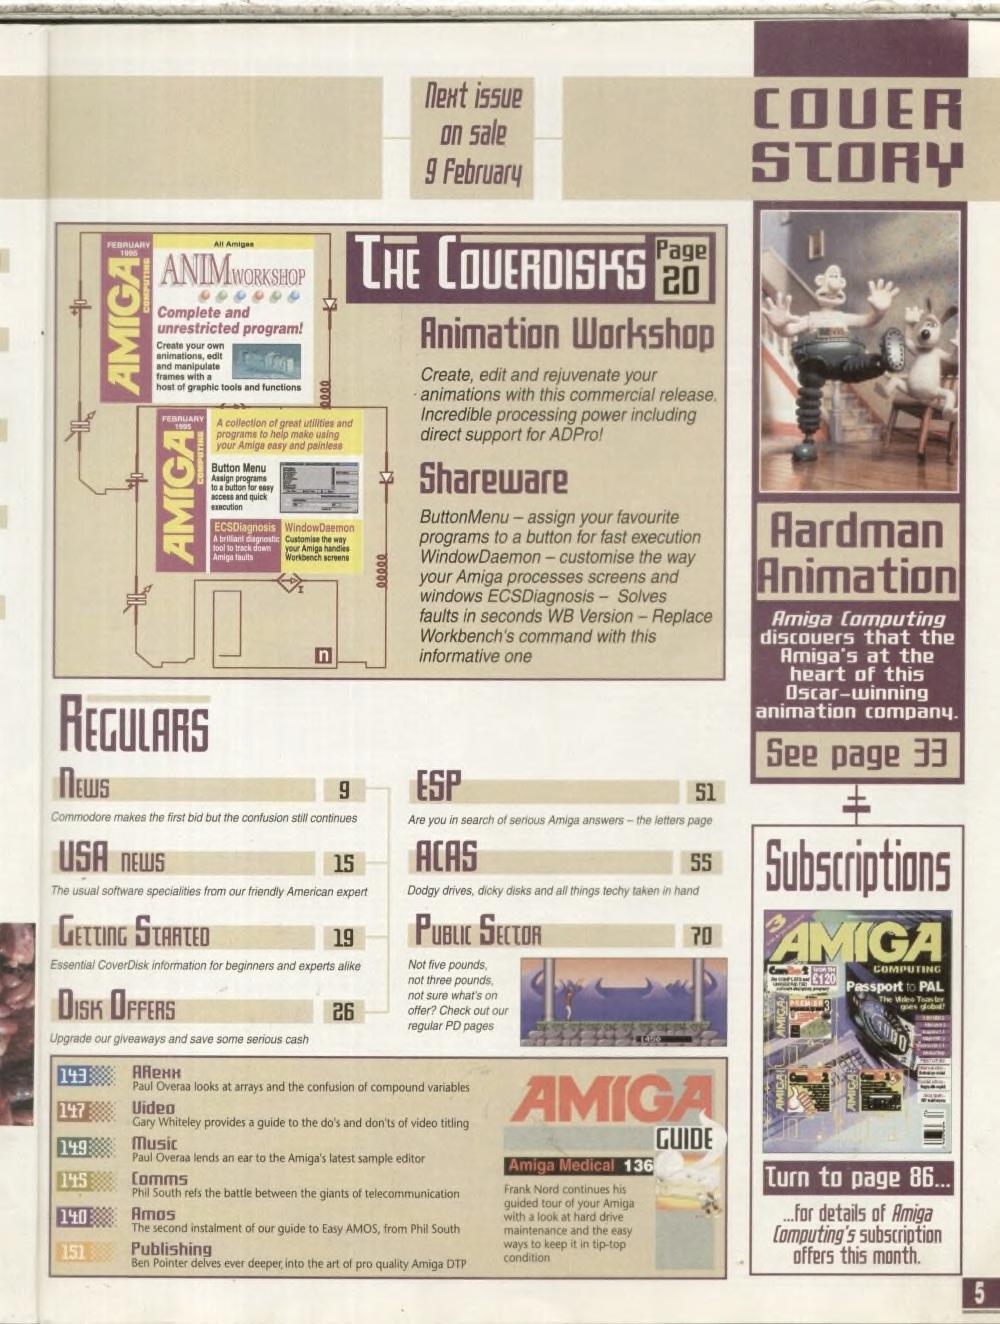 Next issue
on sale
9 February
COVER
STORY
FEBRUARY
1995
AMIGA
COMPUTING
All Amigas
ANIM WORKSHOP
Complete and
unrestricted program!
Create your own
animations, edit
and manipulate
frames with a
host of graphic tools and functions
FEBRUARY
1995
AMIGA
COMPUTING
A collection of great utilities and
programs to help make using
your Amiga easy and painless
Button Menu
Assign programs
to a button for easy
access and quick
execution
ECSDiagnosis
A brilliant diagnostic
tool to track down
Amiga faults
WindowDaemon
Customise the way
your Amiga handles
Workbench screens
n
THE COVERDISKS
Page
20
Animation Workshop
Create, edit and rejuvenate your
animations with this commercial release.
Incredible processing power including
direct support for ADPro!
Shareware
ButtonMenu – assign your favourite
programs to a button for fast execution
WindowDaemon – customise the way
your Amiga processes screens and
windows ECSDiagnosis – Solves
faults in seconds WB Version – Replace
Workbench's command with this
informative one
Aardman
Animation
Amiga Computing
discovers that the
Amiga's at the
heart of this
Oscar-winning
animation company.
See page 33
REGULARS
NEWS 9
Commodore makes the first bid but the confusion still continues
USA NEWS 15
The usual software specialities from our friendly American expert
GETTING STARTED 19
Essential CoverDisk information for beginners and experts alike
DISK OFFERS 26
Upgrade our giveaways and save some serious cash
ESP 51
Are you in search of serious Amiga answers – the letters page
ACAS 55
Dodgy drives, dicky disks and all things techy taken in hand
PUBLIC SECTOR 70
Not five pounds,
not three pounds,
not sure what's on
offer? Check out our
regular PD pages
143 ARexx
Paul Overaa looks at arrays and the confusion of compound variables
147 Video
Gary Whiteley provides a guide to the do's and don'ts of video titling
149 Music
Paul Overaa lends an ear to the Amiga's latest sample editor
145 Comms
Phil South refs the battle between the giants of telecommunication
140 Amos
The second instalment of our guide to Easy AMOS, from Phil South
151 Publishing
Ben Pointer delves ever deeper, into the art of pro quality Amiga DTP
AMIGA
GUIDE
Amiga Medical 136
Frank Nord continues his
guided tour of your Amiga
with a look at hard drive
maintenance and the easy
ways to keep it in tip-top
condition
Subscriptions
3
AMIGA
COMPUTING
£120
Passport to PAL
The Video Toaster
goes global!
Turn to page 86...
...for details of Amiga
Computing's subscription
offers this month.
5